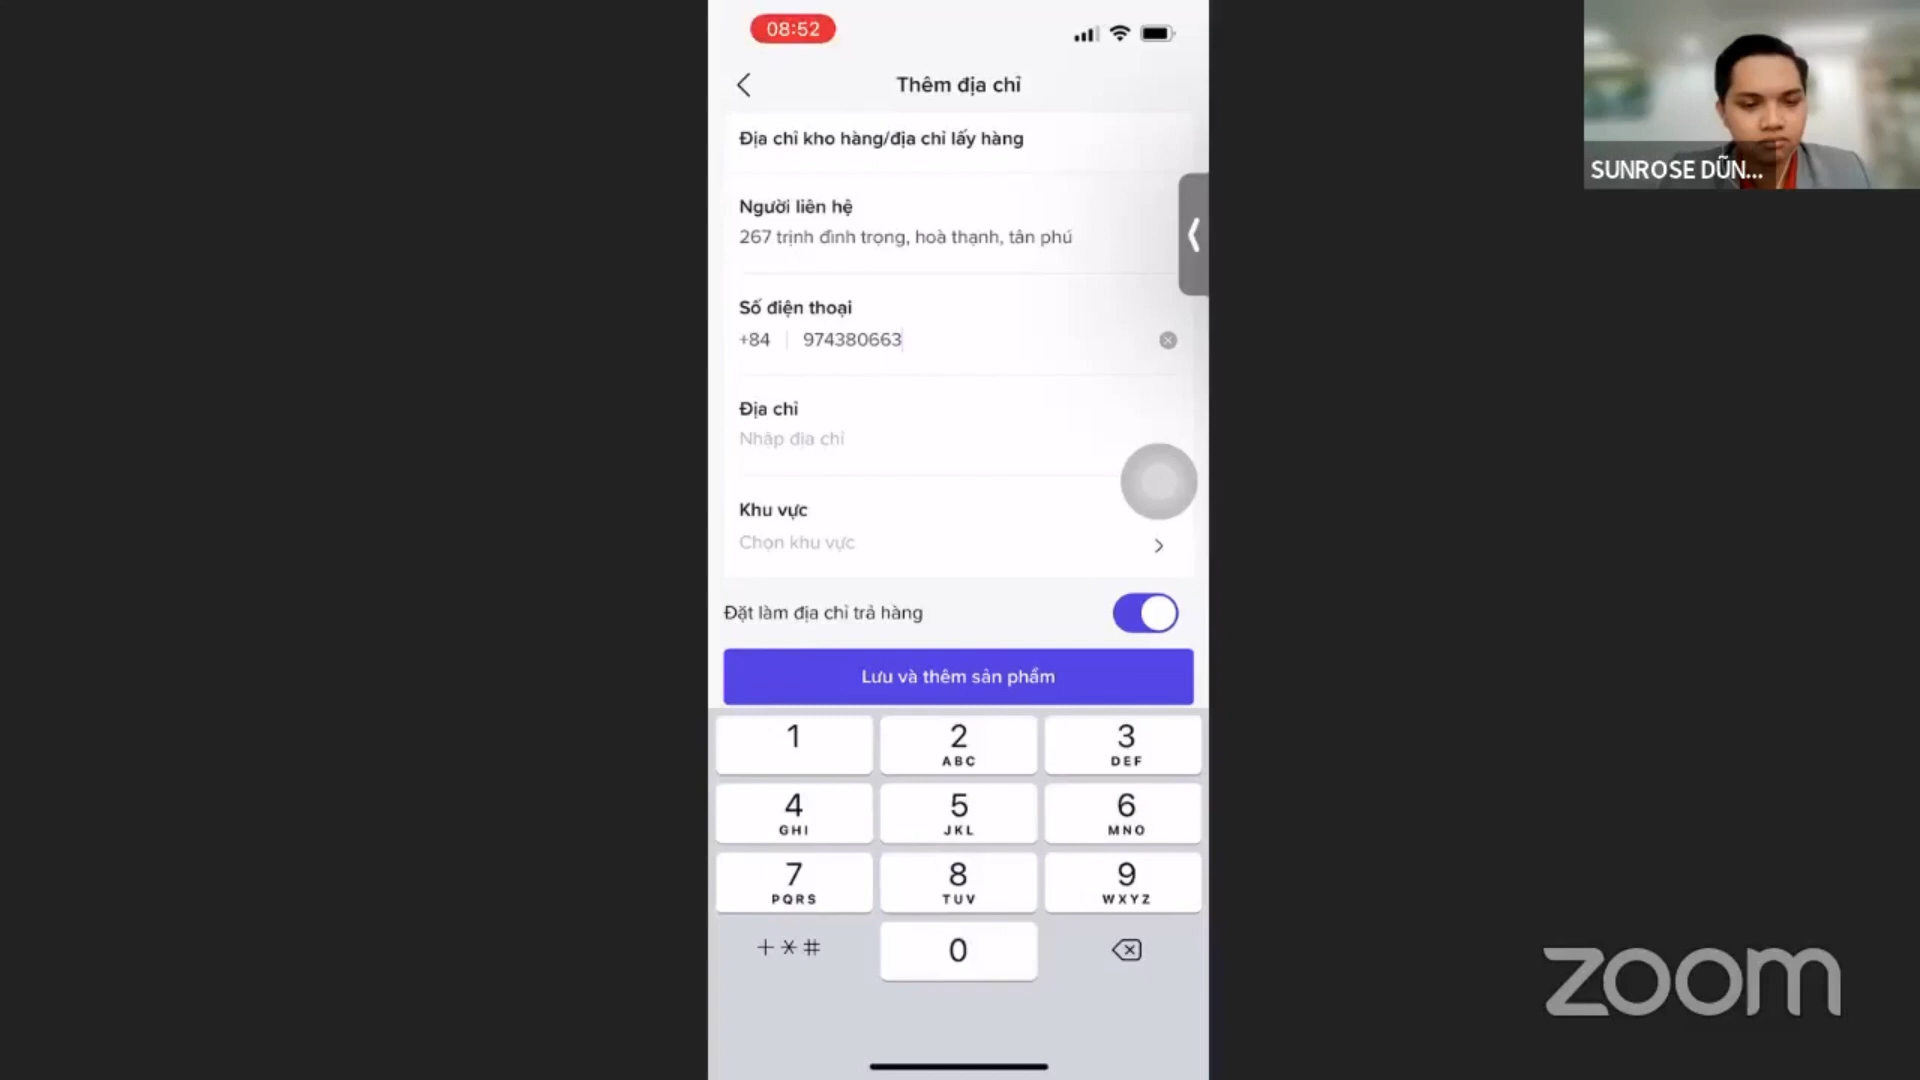 08:52
Thêm địa chỉ
Địa chỉ kho hàng/địa chỉ lấy hàng
Người liên hệ
267 trịnh đình trọng, hoà thạnh, tân phú
Số điện thoại
+84 974380663
Địa chỉ
Nhập địa chỉ
Khu vực
Chọn khu vực
Đặt làm địa chỉ trả hàng
Lưu và thêm sản phẩm
1
2 ABC
3 DEF
4 GHI
5 JKL
6 MNO
7 PQRS
8 TUV
9 WXYZ
+*#
0
SUNROSE DŨN...
zoom